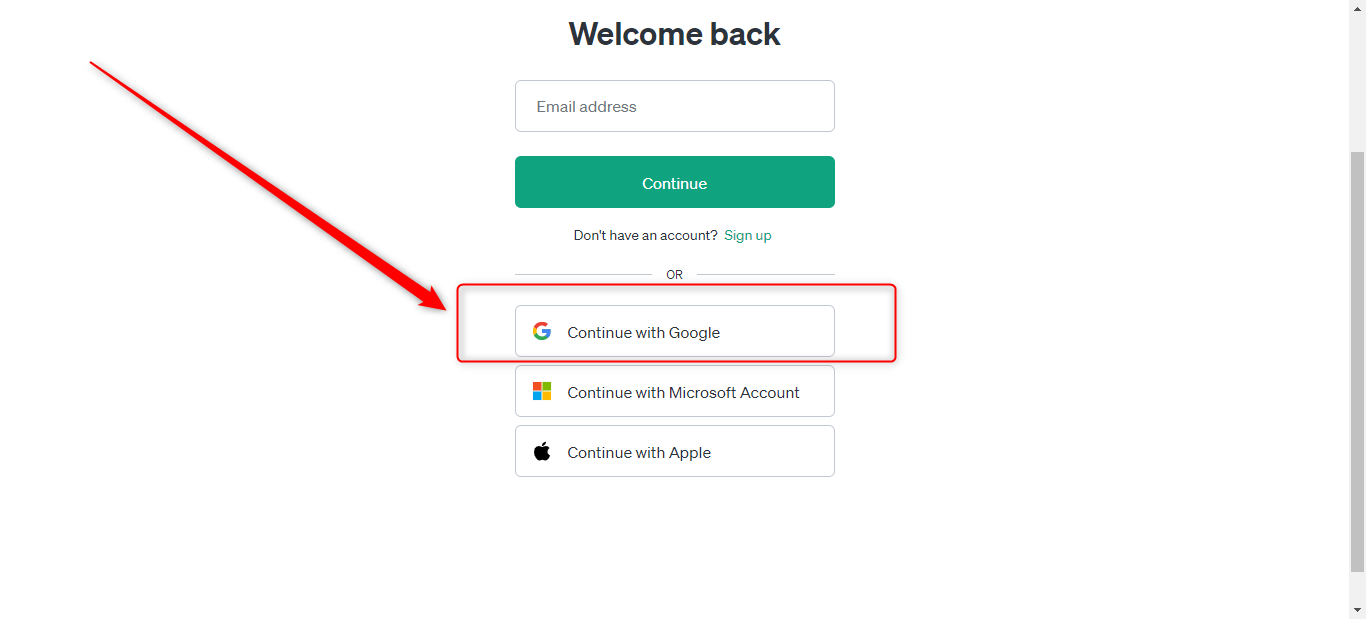 Welcome back
Email address
Continue
Don't have an account? Sign up
OR
Continue with Google
Continue with Microsoft Account
Continue with Apple